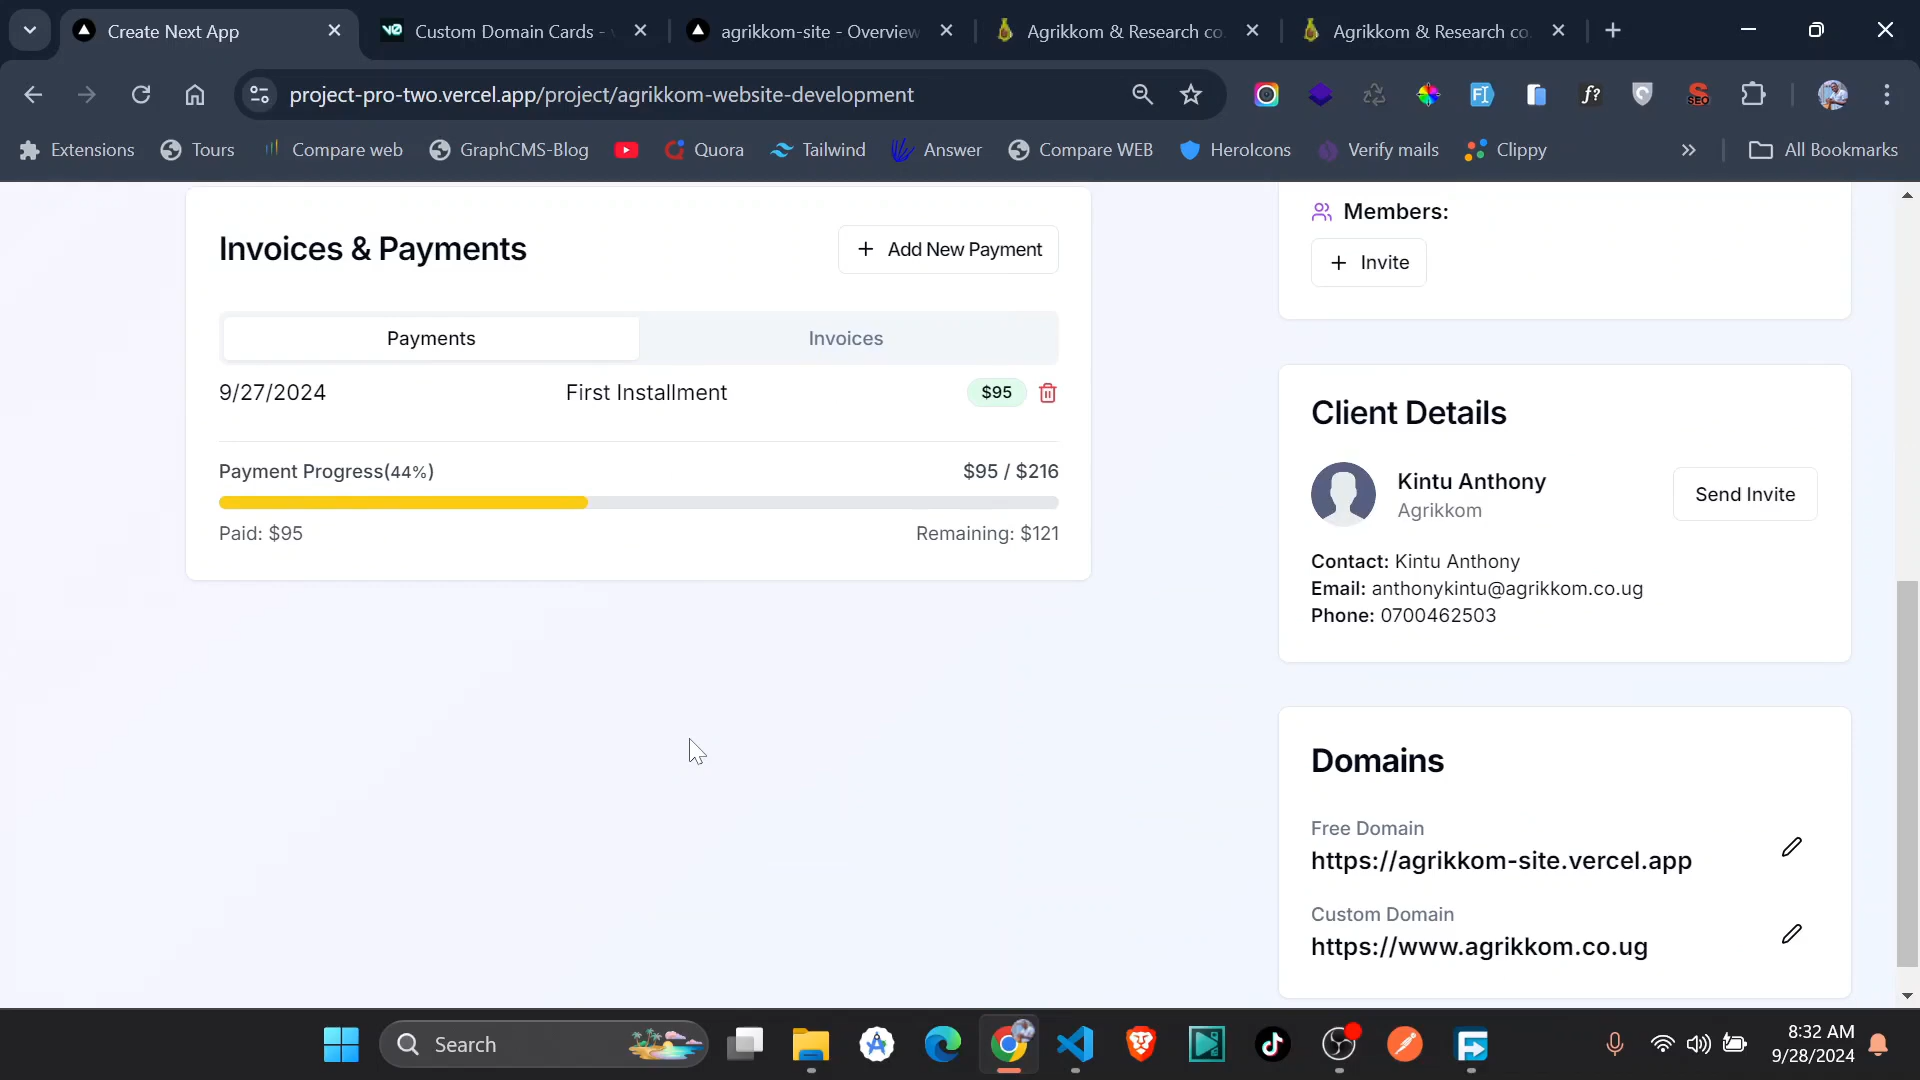 Create Next App
Custom Domain Cards -
agrikkom-site - Overview
Agrikkom & Research co.
Agrikkom & Research co.
project-pro-two.vercel.app/project/agrikkom-website-development
Extensions
Tours
Compare web
GraphCMS-Blog
Quora
Tailwind
Answer
Compare WEB
HeroIcons
Verify mails
Clippy
All Bookmarks
Invoices & Payments
+ Add New Payment
Payments
Invoices
9/27/2024
First Installment
$95
Payment Progress(44%)
$95 / $216
Paid: $95
Remaining: $121
Members:
+ Invite
Client Details
Kintu Anthony
Agrikkom
Send Invite
Contact: Kintu Anthony
Email: anthonykintu@agrikkom.co.ug
Phone: 0700462503
Domains
Free Domain
https://agrikkom-site.vercel.app
Custom Domain
https://www.agrikkom.co.ug
Search
8:32 AM
9/28/2024